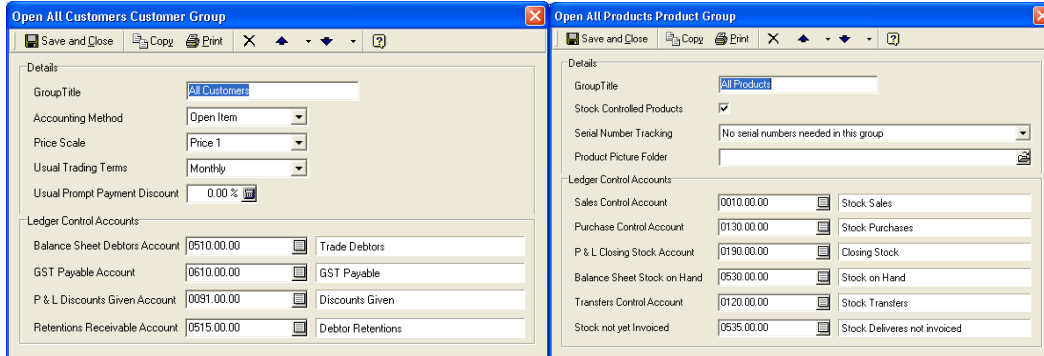 Open All Customers Customer Group
Save and Close Copy Print
Details
GroupTitle All Customers
Accounting Method Open Item
Price Scale Price 1
Usual Trading Terms Monthly
Usual Prompt Payment Discount 0.00 %
Ledger Control Accounts
Balance Sheet Debtors Account 0510.00.00 Trade Debtors
GST Payable Account 0610.00.00 GST Payable
P & L Discounts Given Account 0091.00.00 Discounts Given
Retentions Receivable Account 0515.00.00 Debtor Retentions
Open All Products Product Group
Save and Close Copy Print
Details
GroupTitle All Products
Stock Controlled Products
Serial Number Tracking No serial numbers needed in this group
Product Picture Folder
Ledger Control Accounts
Sales Control Account 0010.00.00 Stock Sales
Purchase Control Account 0130.00.00 Stock Purchases
P & L Closing Stock Account 0190.00.00 Closing Stock
Balance Sheet Stock on Hand 0530.00.00 Stock on Hand
Transfers Control Account 0120.00.00 Stock Transfers
Stock not yet Invoiced 0535.00.00 Stock Deliveres not invoiced